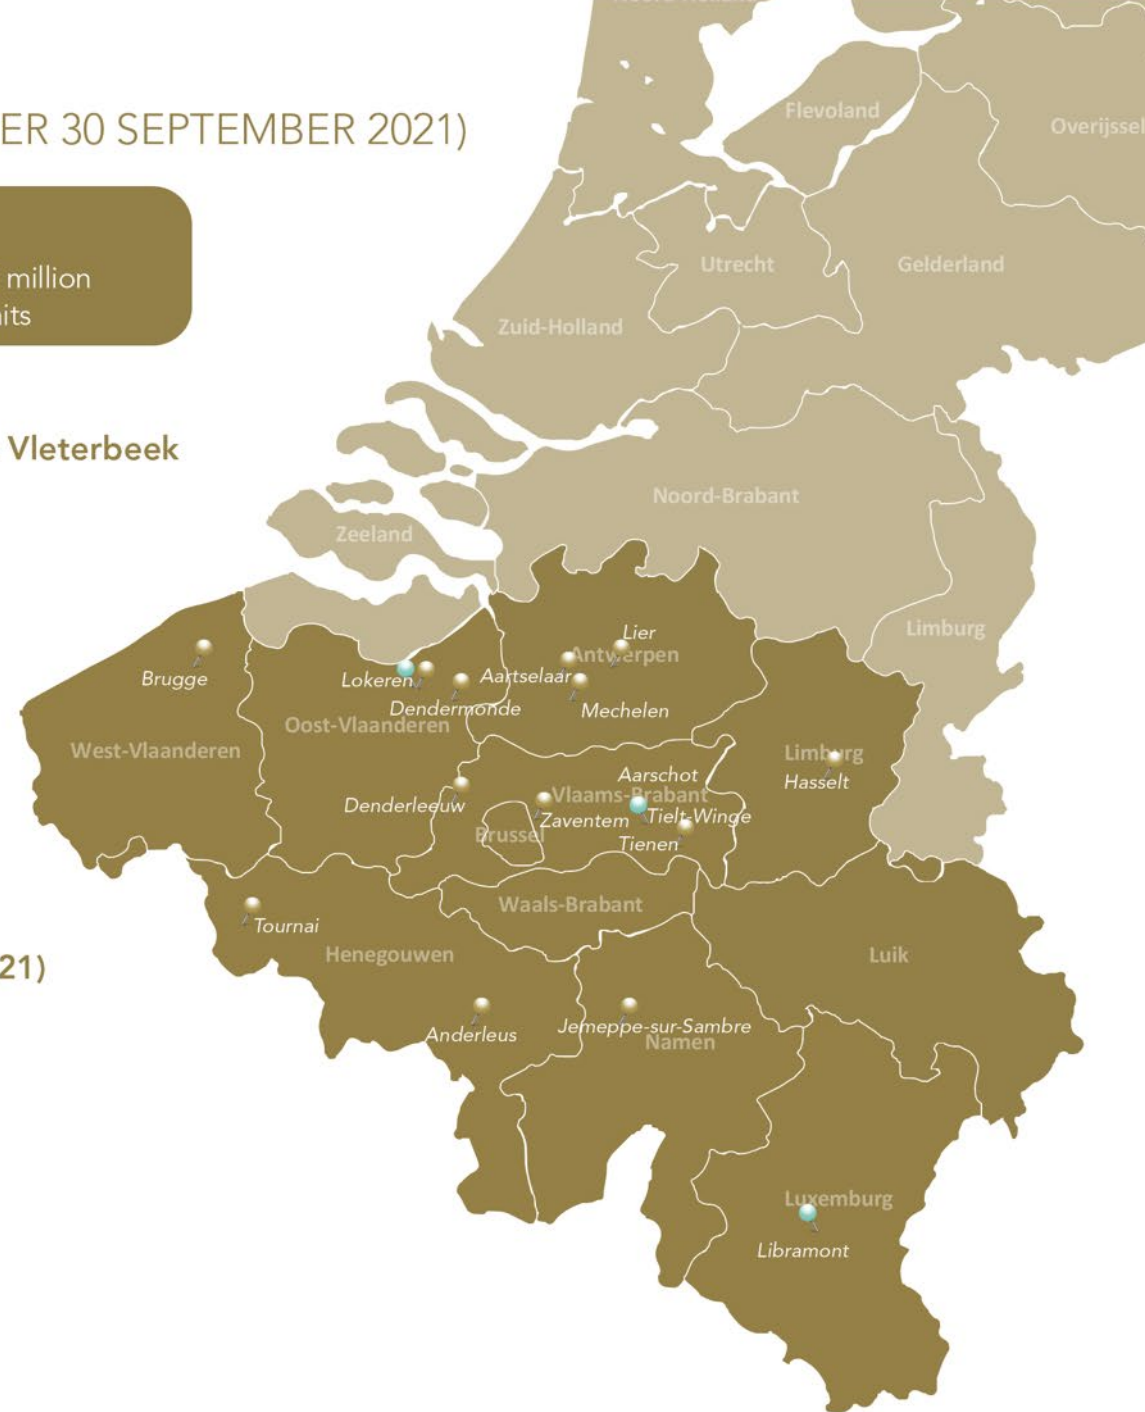 ER 30 SEPTEMBER 2021)
Flevoland
Overijssel
million
Utrecht
Gelderland
Zuid-Holland
Vleterbeek
Noord-Brabant
Zeeland
Limburg
Lier
Antwerpen
Brugge
Lokeren
Aartselaar
Dendermonde
Mechelen
Oost-Vlaanderen
West-Vlaanderen
Limburg
Hasselt
Aarschot
Vlaams-Brabant
Denderleeuw
Zaventem
Tielt-Winge
Brussel
Tienen
Waals-Brabant
Tournai
Henegouwen
Luik
21)
Anderleus
Jemeppe-sur-Sambre
Namen
Luxemburg
Libramont